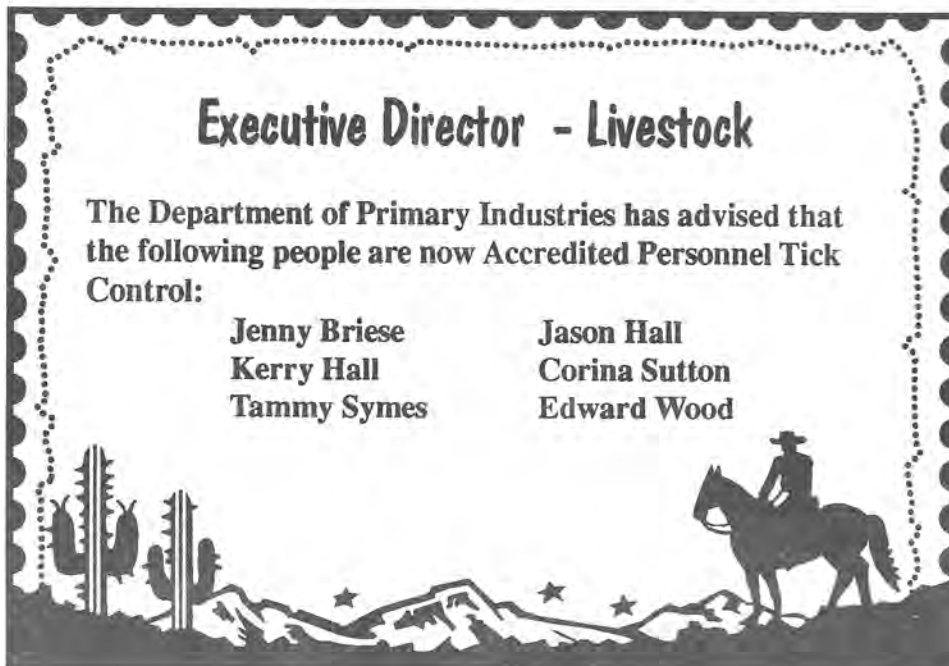 Executive Director - Livestock
The Department of Primary Industries has advised that
the following people are now Accredited Personnel Tick
Control:
Jenny Briese Jason Hall
Kerry Hall Corina Sutton
Tammy Symes Edward Wood